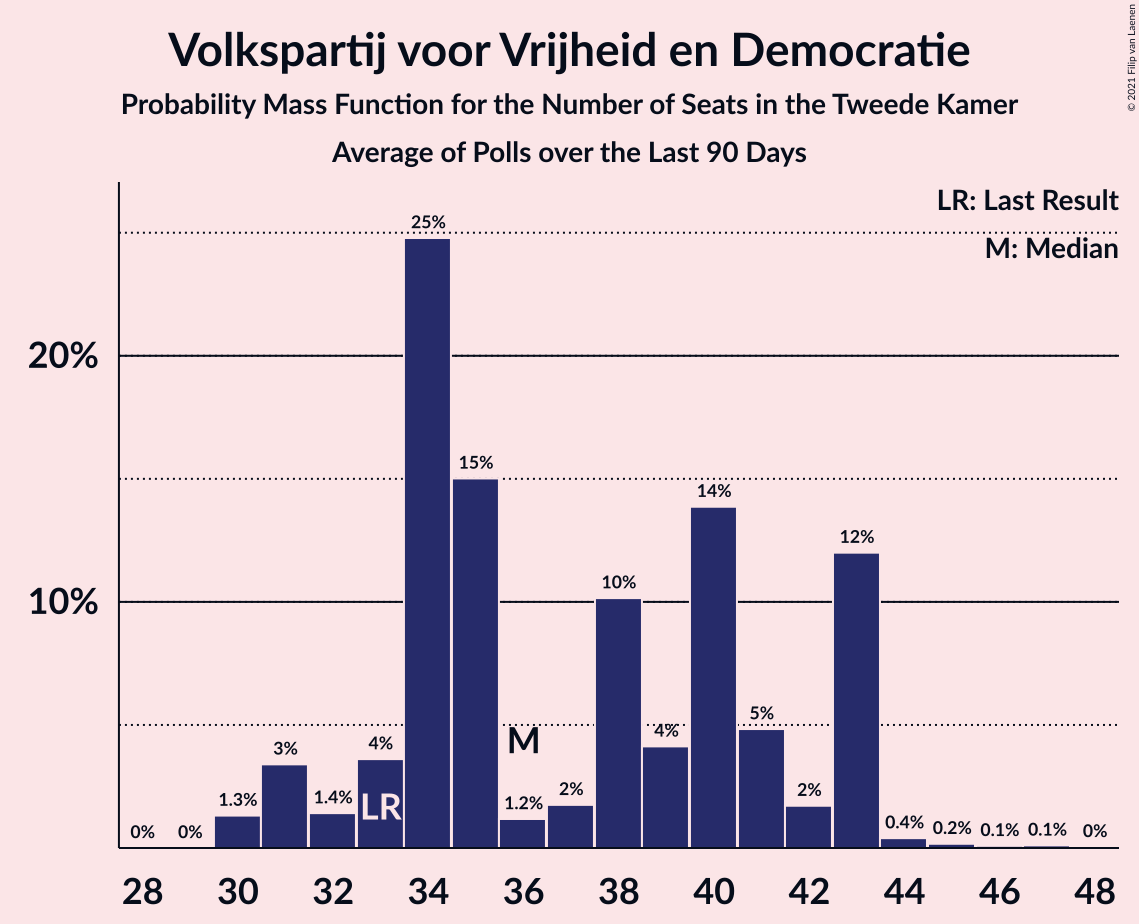 Volkspartij voor Vrijheid en Democratie
Probability Mass Function for the Number of Seats in the Tweede Kamer
Average of Polls over the Last 90 Days
© 2021 Filip van Laenen
LR: Last Result
M: Median
20%
10%
0%
0%
1.3%
3%
1.4%
4%
25%
15%
1.2%
2%
10%
4%
14%
5%
2%
12%
0.4%
0.2%
0.1%
0.1%
0%
LR
M
28 30 32 34 36 38 40 42 44 46 48